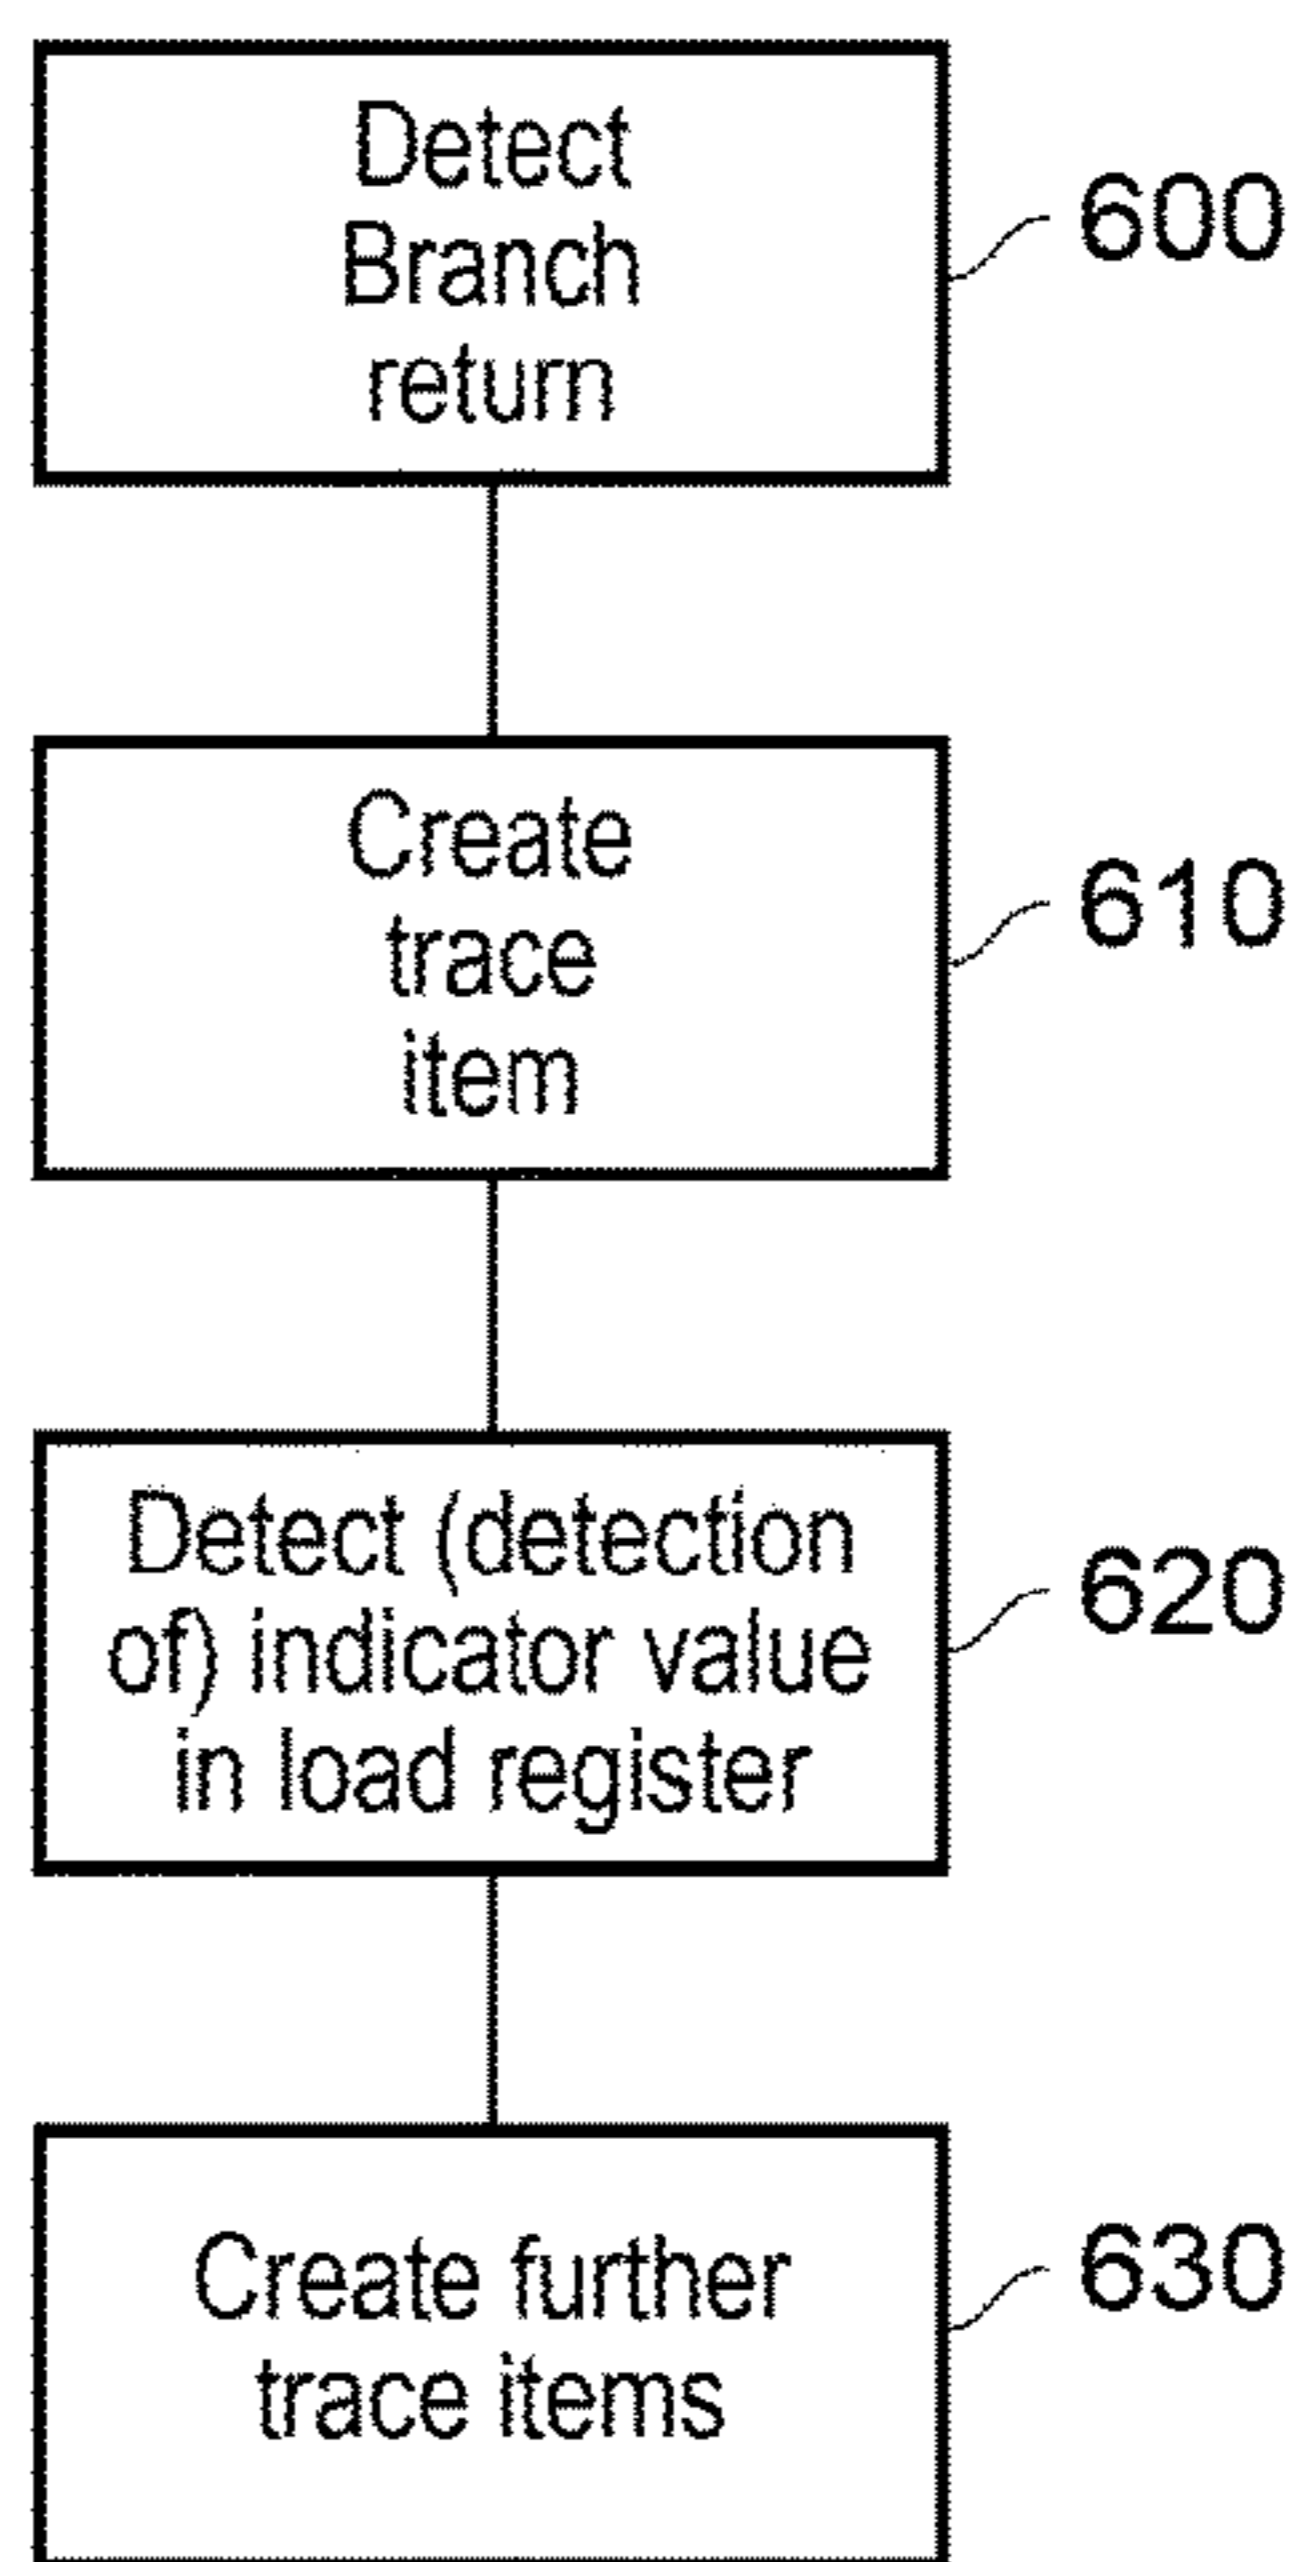 Detect
Branch
return
600
Create
trace
item
610
Detect (detection
of) indicator value
in load register
620
Create further
trace items
630